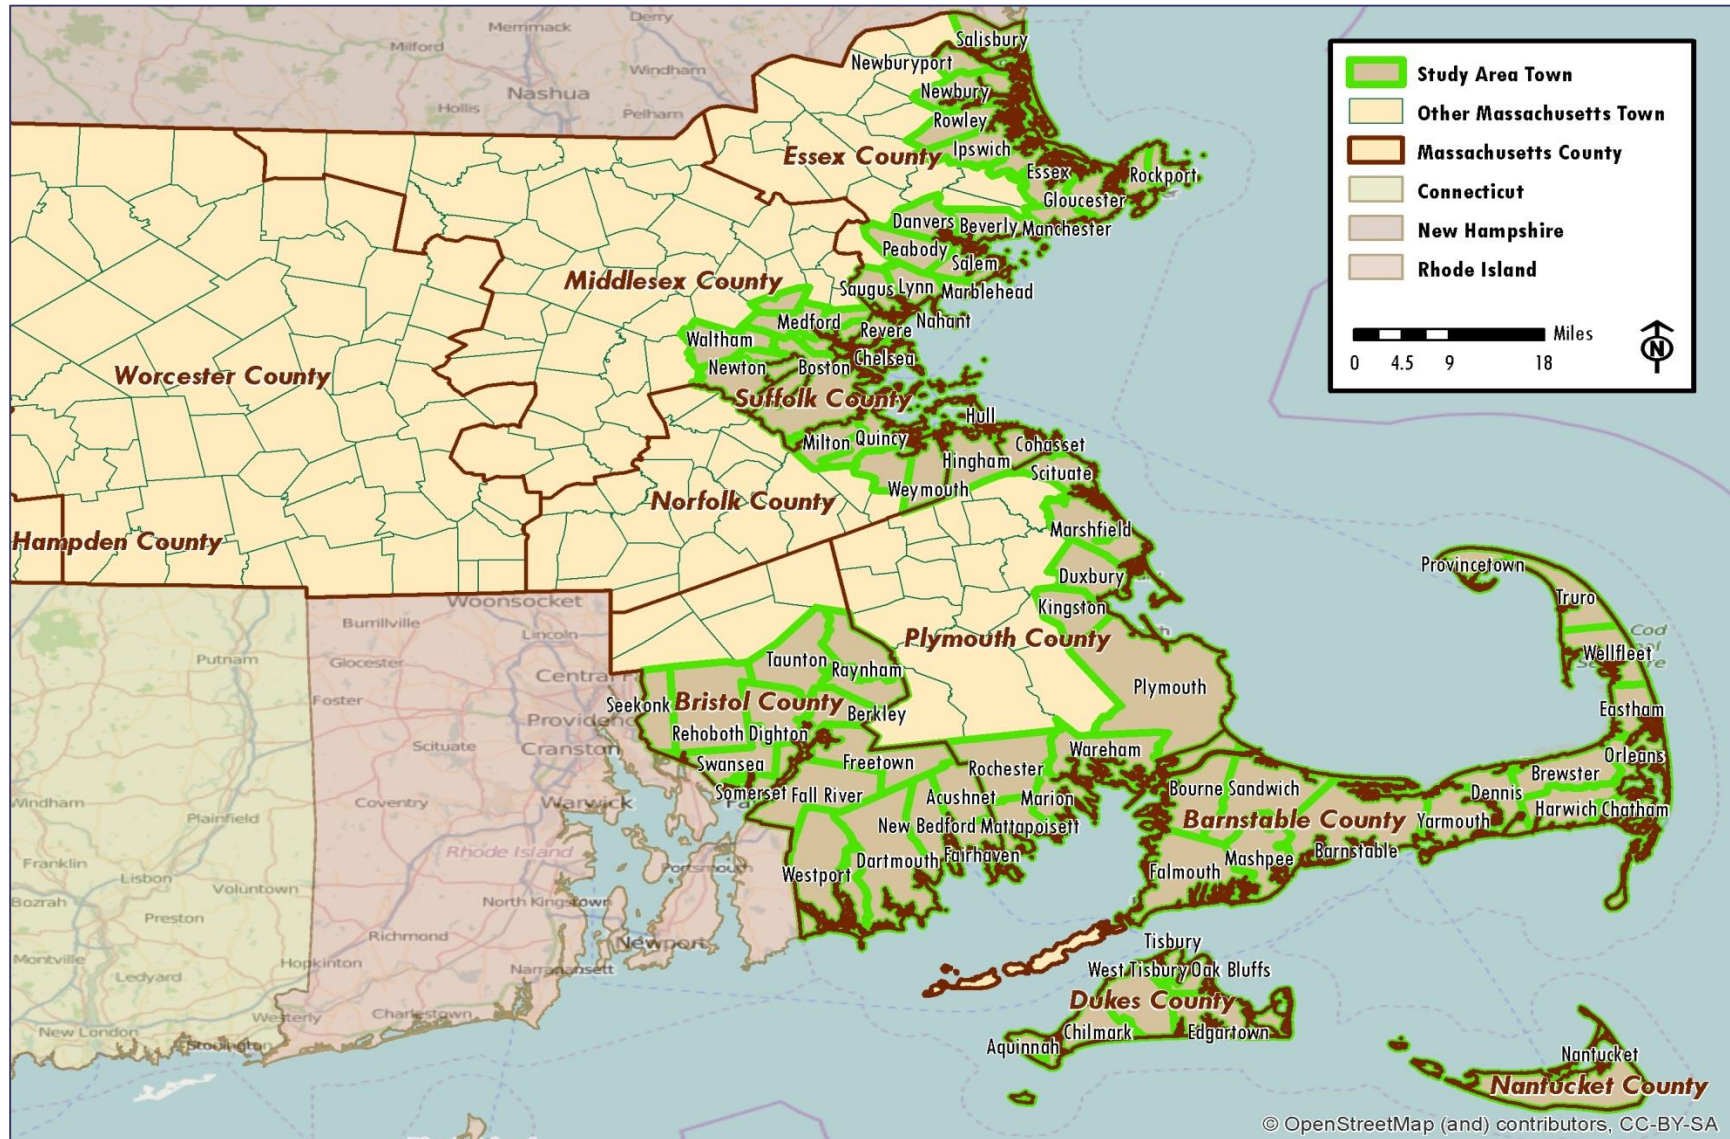 Merrimack
Derry
Milford
Windham
Nashua
Hollis
Pelham
Salisbury
Newburyport
Newbury
Rowley
Ipswich
Essex County
Essex
Rockport
Gloucester
Danvers
Beverly
Manchester
Peabody
Salem
Middlesex County
Saugus
Lynn
Marblehead
Nahant
Medford
Revere
Waltham
Chelsea
Newton
Boston
Worcester County
Suffolk County
Hull
Milton
Quincy
Cohasset
Hingham
Scituate
Weymouth
Norfolk County
Marshfield
Hampden County
Duxbury
Kingston
Provincetown
Truro
Wellfleet
Cod
Eastham
Orleans
Brewster
Dennis
Harwich
Chatham
Yarmouth
Woonsocket
Burrillville
Lincoln
Putnam
Glocester
Foster
Plymouth County
Taunton
Raynham
Plymouth
Seekonk
Bristol County
Berkley
Rehoboth
Dighton
Scituate
Cranston
Swansea
Freetown
Wareham
Rochester
Somerset
Fall River
Acushnet
Marion
Bourne
Sandwich
Barnstable County
New Bedford
Mattapoisett
Barnstable
Dartmouth
Fairhaven
Mashpee
Westport
Falmouth
Windham
Coventry
Warwick
Plainfield
Franklin
Rhode Island
Portsmouth
Lisbon
Voluntown
Bozrah
Preston
North Kingstown
Richmond
Newport
Montville
Ledyard
Hopkinton
Narragansett
Tisbury
West Tisbury
Oak Bluffs
Dukes County
New London
Westerly
Charlestown
Stonington
Chilmark
Edgartown
Aquinnah
Nantucket
Nantucket County
Study Area Town
Other Massachusetts Town
Massachusetts County
Connecticut
New Hampshire
Rhode Island
Miles
0 4.5 9 18
N
© OpenStreetMap (and) contributors, CC-BY-SA